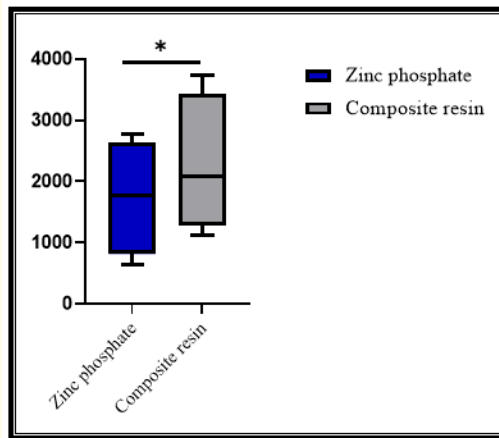 *
4000
3000
2000
1000
0
Zinc phosphate
Composite resin
Zinc phosphate
Composite resin